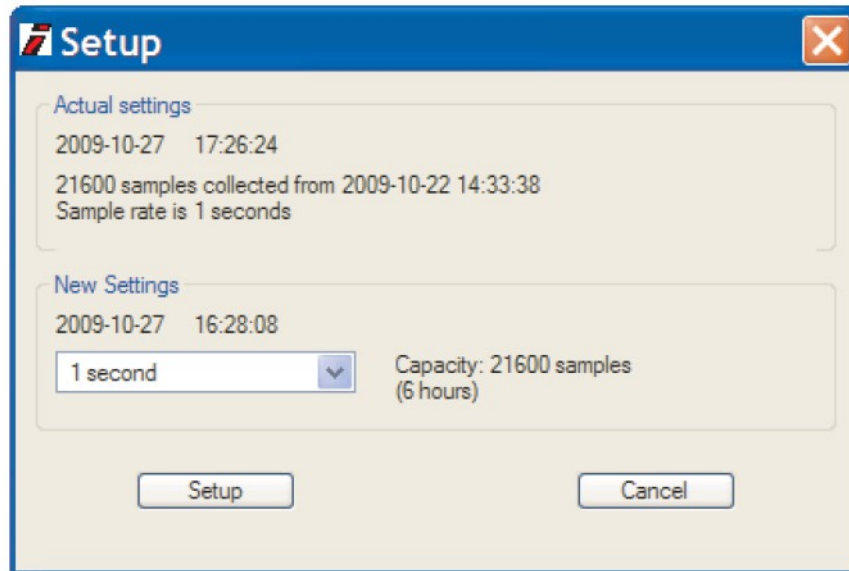 Setup
Actual settings
2009-10-27 17:26:24
21600 samples collected from 2009-10-22 14:33:38
Sample rate is 1 seconds
New Settings
2009-10-27 16:28:08
1 second
Capacity: 21600 samples
(6 hours)
Setup Cancel